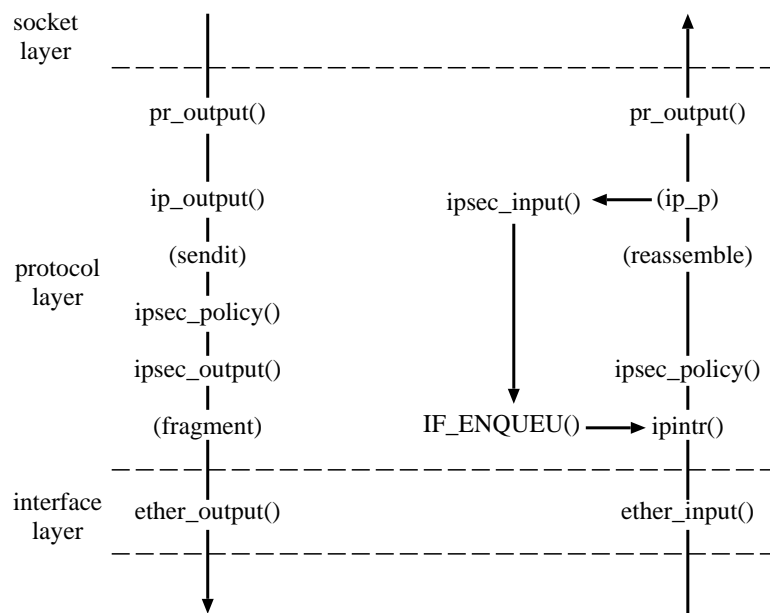 socket
layer
pr_output()
pr_output()
ip_output()
ipsec_input()
(ip_p)
(sendit)
(reassemble)
protocol
layer
ipsec_policy()
ipsec_output()
ipsec_policy()
(fragment)
IF_ENQUEU()
ipintr()
interface
layer
ether_output()
ether_input()